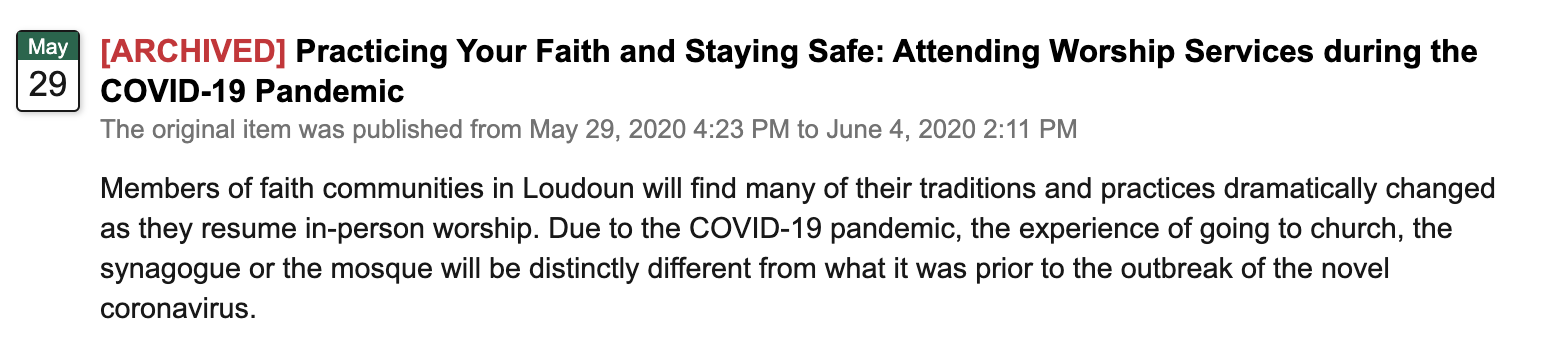 May
29
[ARCHIVED] Practicing Your Faith and Staying Safe: Attending Worship Services during the
COVID-19 Pandemic
The original item was published from May 29, 2020 4:23 PM to June 4, 2020 2:11 PM
Members of faith communities in Loudoun will find many of their traditions and practices dramatically changed
as they resume in-person worship. Due to the COVID-19 pandemic, the experience of going to church, the
synagogue or the mosque will be distinctly different from what it was prior to the outbreak of the novel
coronavirus.